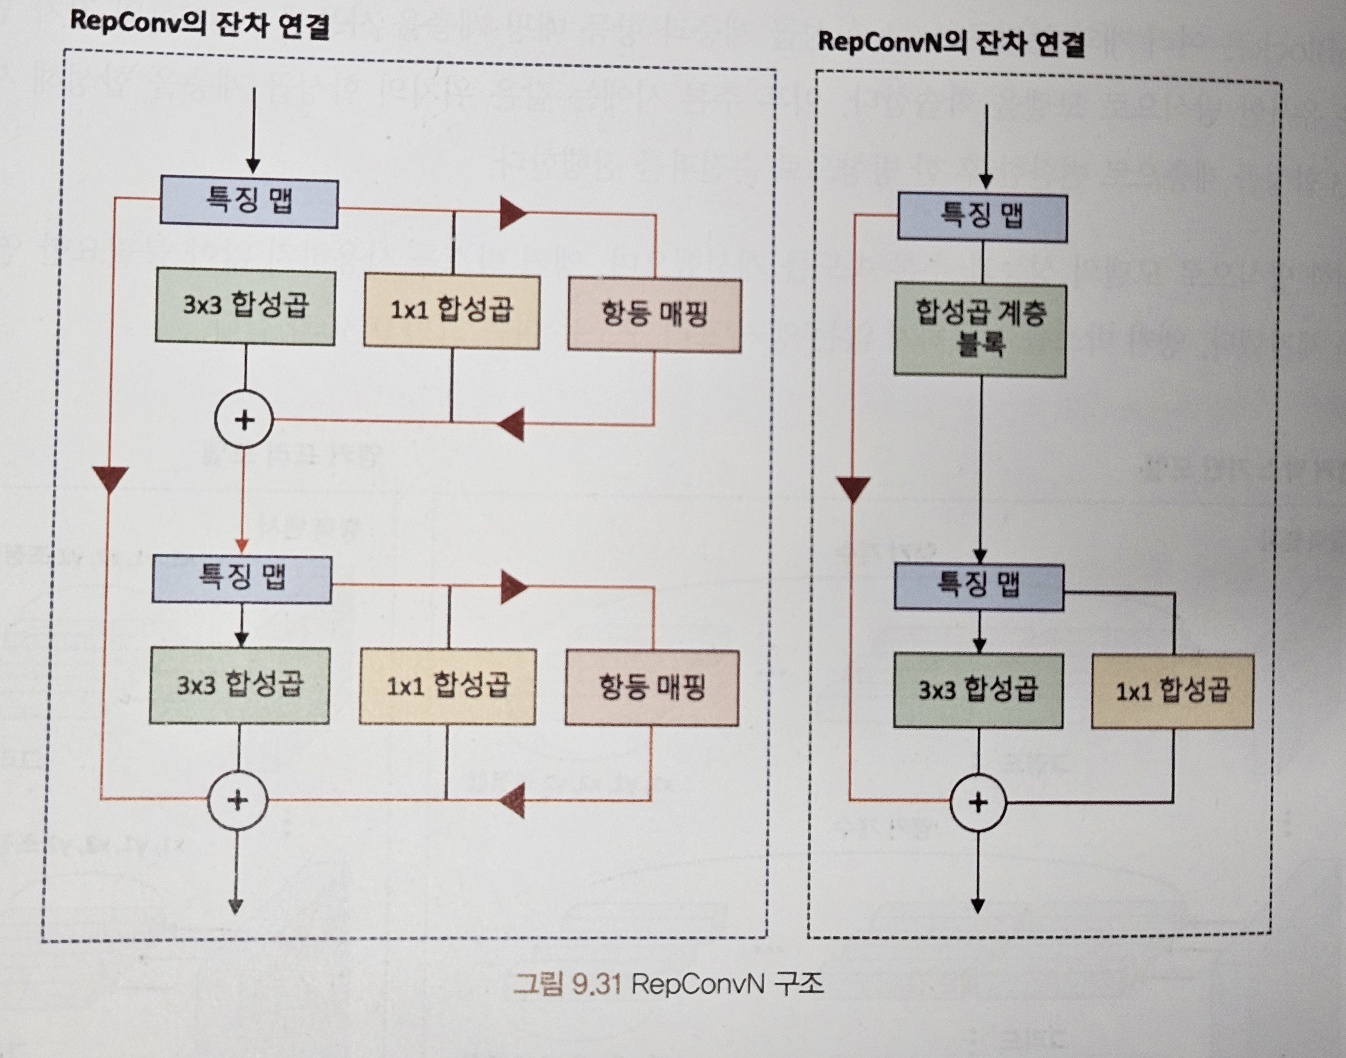 RepConv의 잔차 연결
특징 맵
3x3 합성곱
1x1 합성곱
항등 매핑
+
특징 맵
3x3 합성곱
1x1 합성곱
항등 매핑
+
RepConvN의 잔차 연결
특징 맵
합성곱 계층
블록
특징 맵
3x3 합성곱
1x1 합성곱
+
그림 9.31 RepConvN 구조